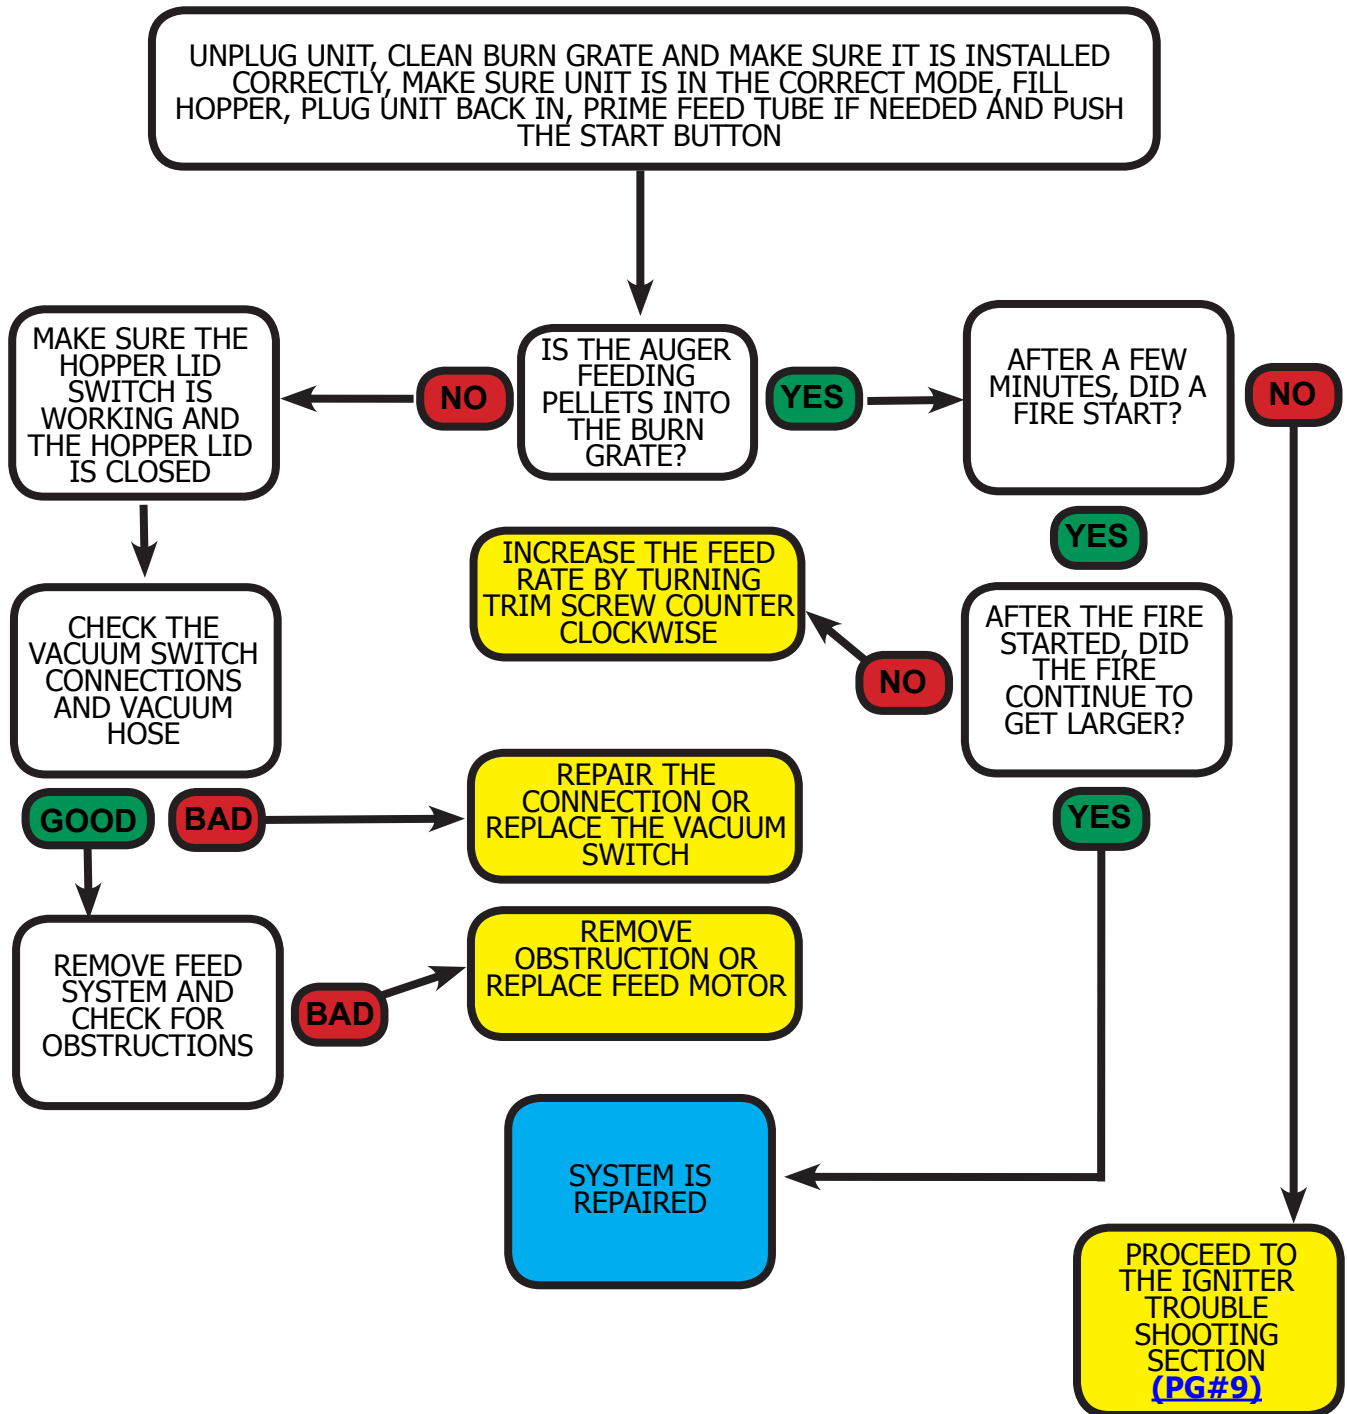 UNPLUG UNIT, CLEAN BURN GRATE AND MAKE SURE IT IS INSTALLED
CORRECTLY, MAKE SURE UNIT IS IN THE CORRECT MODE, FILL
HOPPER, PLUG UNIT BACK IN, PRIME FEED TUBE IF NEEDED AND PUSH
THE START BUTTON
MAKE SURE THE
HOPPER LID
SWITCH IS
WORKING AND
THE HOPPER LID
IS CLOSED
NO
IS THE AUGER
FEEDING
PELLETS INTO
THE BURN
GRATE?
YES
AFTER A FEW
MINUTES, DID A
FIRE START?
NO
YES
INCREASE THE FEED
RATE BY TURNING
TRIM SCREW COUNTER
CLOCKWISE
NO
AFTER THE FIRE
STARTED, DID
THE FIRE
CONTINUE TO
GET LARGER?
CHECK THE
VACUUM SWITCH
CONNECTIONS
AND VACUUM
HOSE
GOOD
BAD
REPAIR THE
CONNECTION OR
REPLACE THE VACUUM
SWITCH
YES
REMOVE FEED
SYSTEM AND
CHECK FOR
OBSTRUCTIONS
BAD
REMOVE
OBSTRUCTION OR
REPLACE FEED MOTOR
SYSTEM IS
REPAIRED
PROCEED TO
THE IGNITER
TROUBLE
SHOOTING
SECTION
(PG#9)